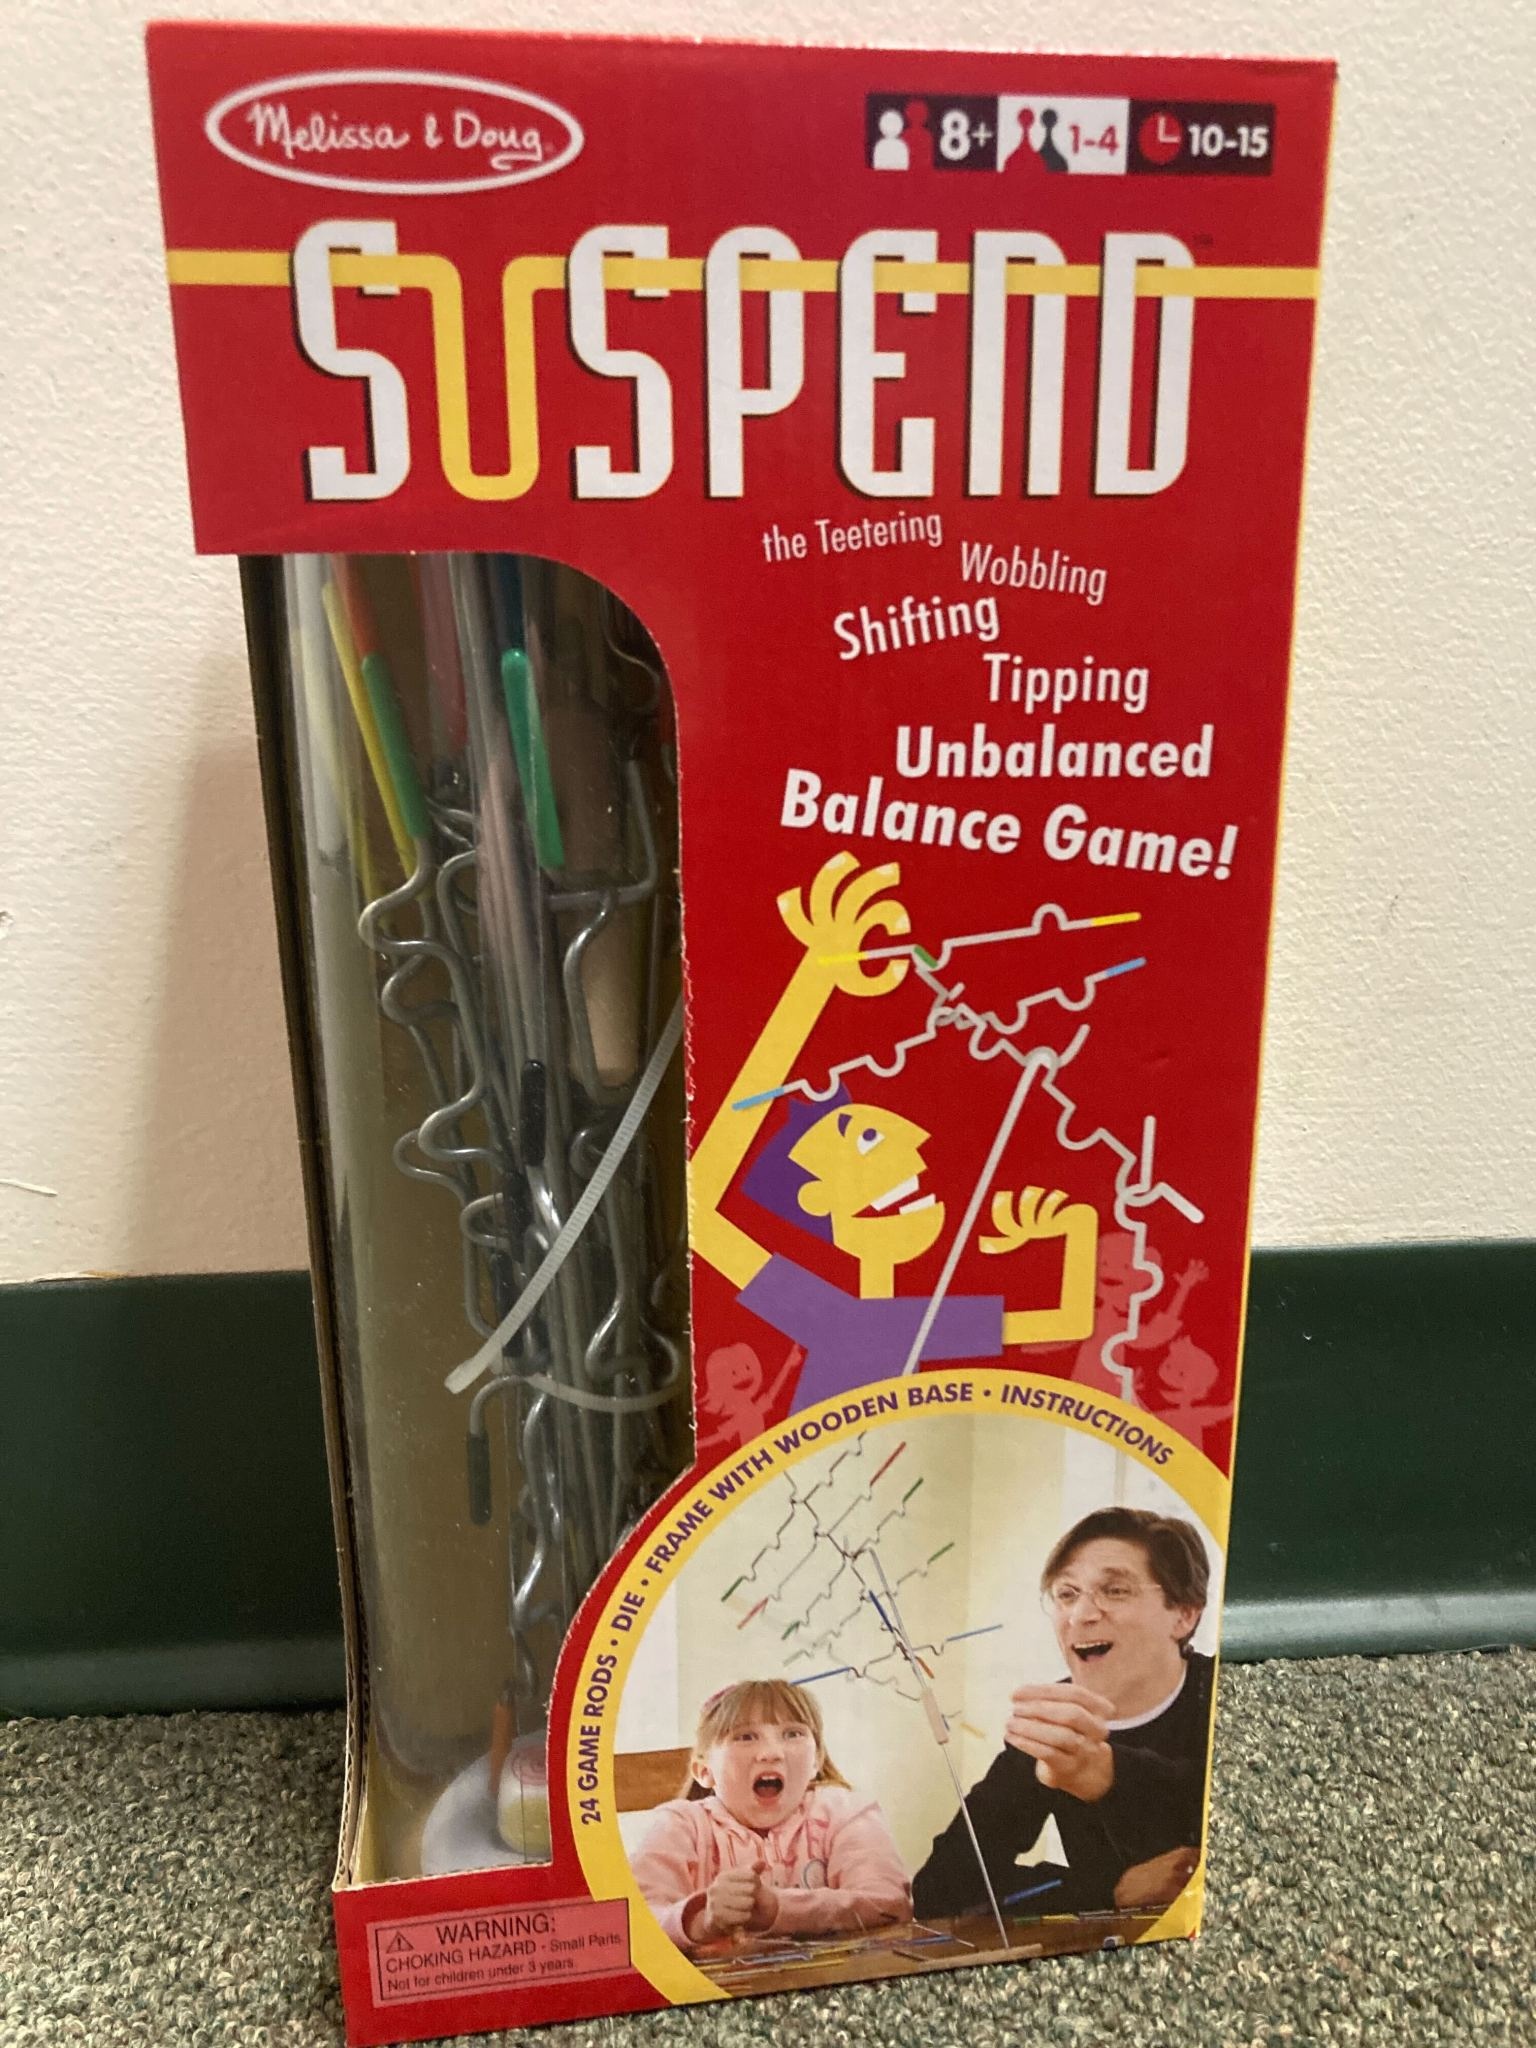 Melissa & Doug
8+ 1-4 10-15
SUSPEND
the Teetering
Wobbling
Shifting
Tipping
Unbalanced
Balance Game!
24 GAME RODS • DIE • FRAME WITH WOODEN BASE • INSTRUCTIONS
WARNING:
CHOKING HAZARD - Small Parts
Not for children under 3 years